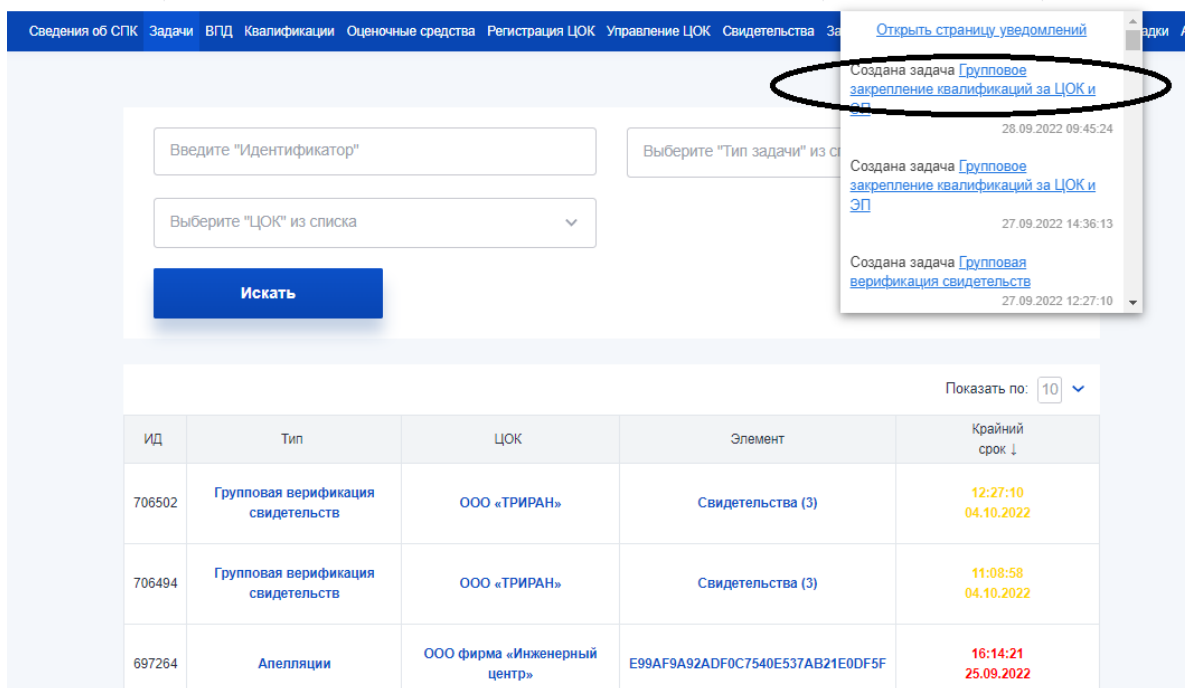 Сведения об СПК Задачи ВПД Квалификации Оценочные средства Регистрация ЦОК Управление ЦОК Свидетельства
Открыть страницу уведомлений
Создана задача Групповое
закрепление квалификаций за ЦОК и
ЭП
28.09.2022 09:45:24
Создана задача Групповое
закрепление квалификаций за ЦОК и
ЭП
27.09.2022 14:36:13
Создана задача Групповая
верификация свидетельств
27.09.2022 12:27:10
Введите "Идентификатор"
Выберите "Тип задачи" из
Выберите "ЦОК" из списка
Искать
Показать по: 10
ИД Тип ЦОК Элемент Крайний
срок ↓
706502 Групповая верификация
свидетельств ООО «ТРИРАН» Свидетельства (3) 12:27:10
04.10.2022
706494 Групповая верификация
свидетельств ООО «ТРИРАН» Свидетельства (3) 11:08:58
04.10.2022
697264 Апелляции ООО фирма «Инженерный
центр» E99AF9A92ADF0C7540E537AB21E0DF5F 16:14:21
25.09.2022